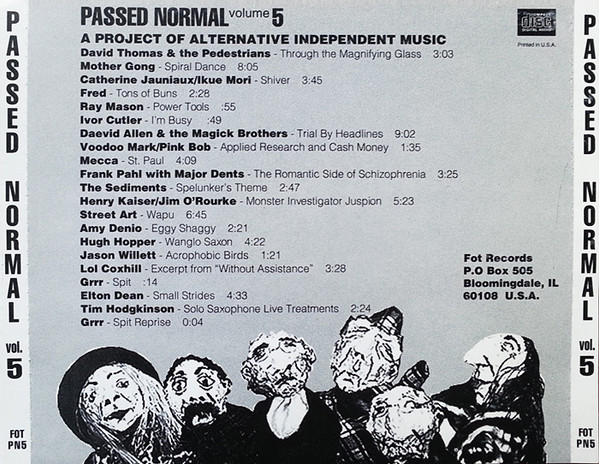 PASSED NORMAL volume 5
A PROJECT OF ALTERNATIVE INDEPENDENT MUSIC
David Thomas & the Pedestrians - Through the Magnifying Glass 3:03
Mother Gong - Spiral Dance 8:05
Catherine Jauniaux/Ikue Mori - Shiver 3:45
Fred - Tons of Buns 2:28
Ray Mason - Power Tools :55
Ivor Cutler - I'm Busy :49
Daevid Allen & the Magick Brothers - Trial By Headlines 9:02
Voodoo Mark/Pink Bob - Applied Research and Cash Money 1:35
Mecca - St. Paul 4:09
Frank Pahl with Major Dents - The Romantic Side of Schizophrenia 3:25
The Sediments - Spelunker's Theme 2:47
Henry Kaiser/Jim O'Rourke - Monster Investigator Juspion 5:23
Street Art - Wapu 6:45
Amy Denio - Eggy Shaggy 2:21
Hugh Hopper - Wanglo Saxon 4:22
Jason Willett - Acrophobic Birds 1:21
Lol Coxhill - Excerpt from "Without Assistance" 3:28
Grrr - Spit :14
Elton Dean - Small Strides 4:33
Tim Hodgkinson - Solo Saxophone Live Treatments 2:24
Grrr - Spit Reprise 0:04
COMPACT
disc
DIGITAL AUDIO
Printed in U.S.A.
Fot Records
P.O Box 505
Bloomingdale, IL
60108 U.S.A.
PASSED NORMAL vol. 5
FOT
PN5
PASSED NORMAL vol. 5
FOT
PN5